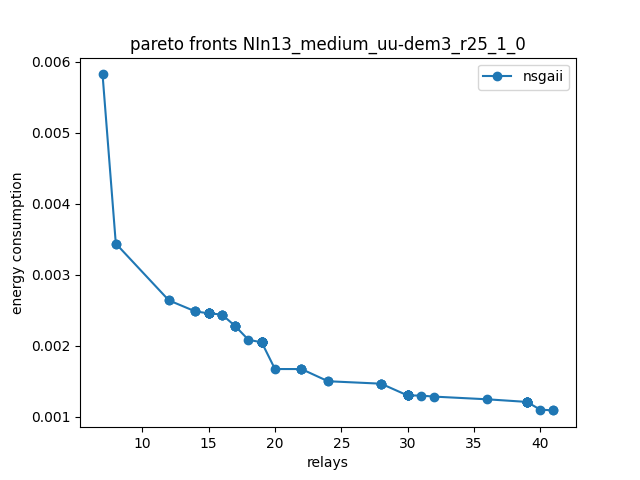 pareto fronts NIn13_medium_uu-dem3_r25_1_0
nsgaii
0.006
0.005
0.004
0.003
0.002
0.001
energy consumption
10 15 20 25 30 35 40
relays